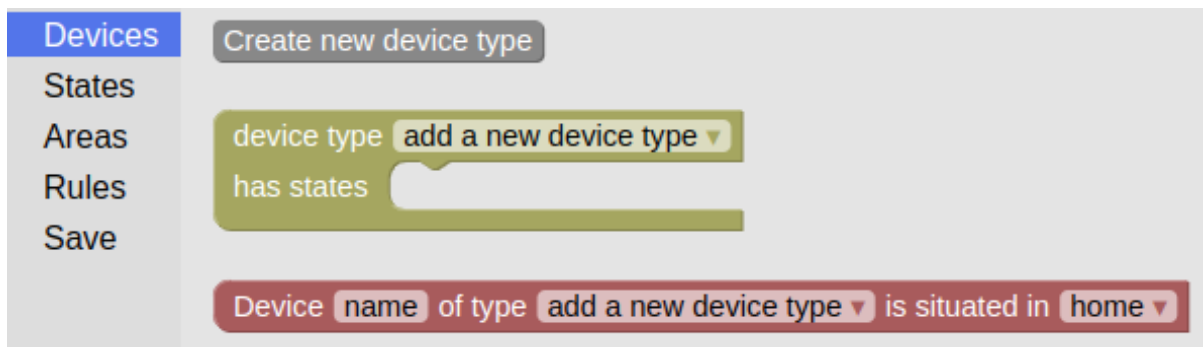 Devices
States
Areas
Rules
Save
Create new device type
device type add a new device type
has states
Device name of type add a new device type is situated in home